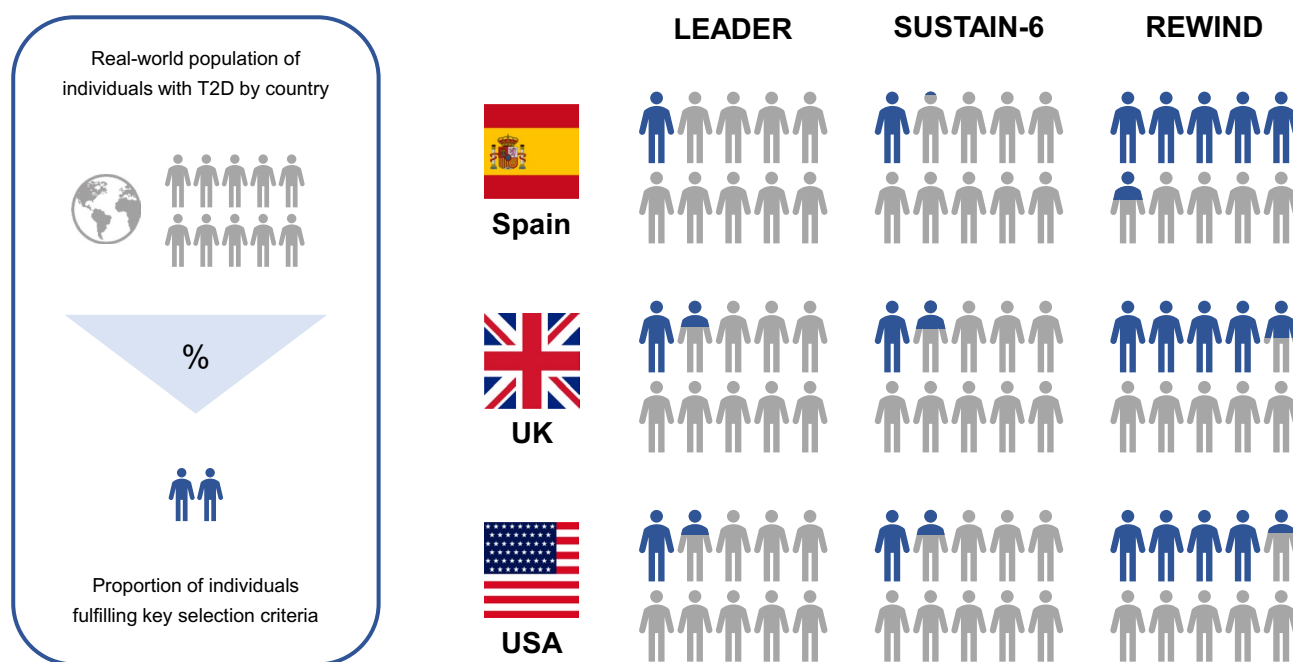 Real-world population of
individuals with T2D by country
%
Proportion of individuals
fulfilling key selection criteria
LEADER
SUSTAIN-6
REWIND
Spain
UK
USA